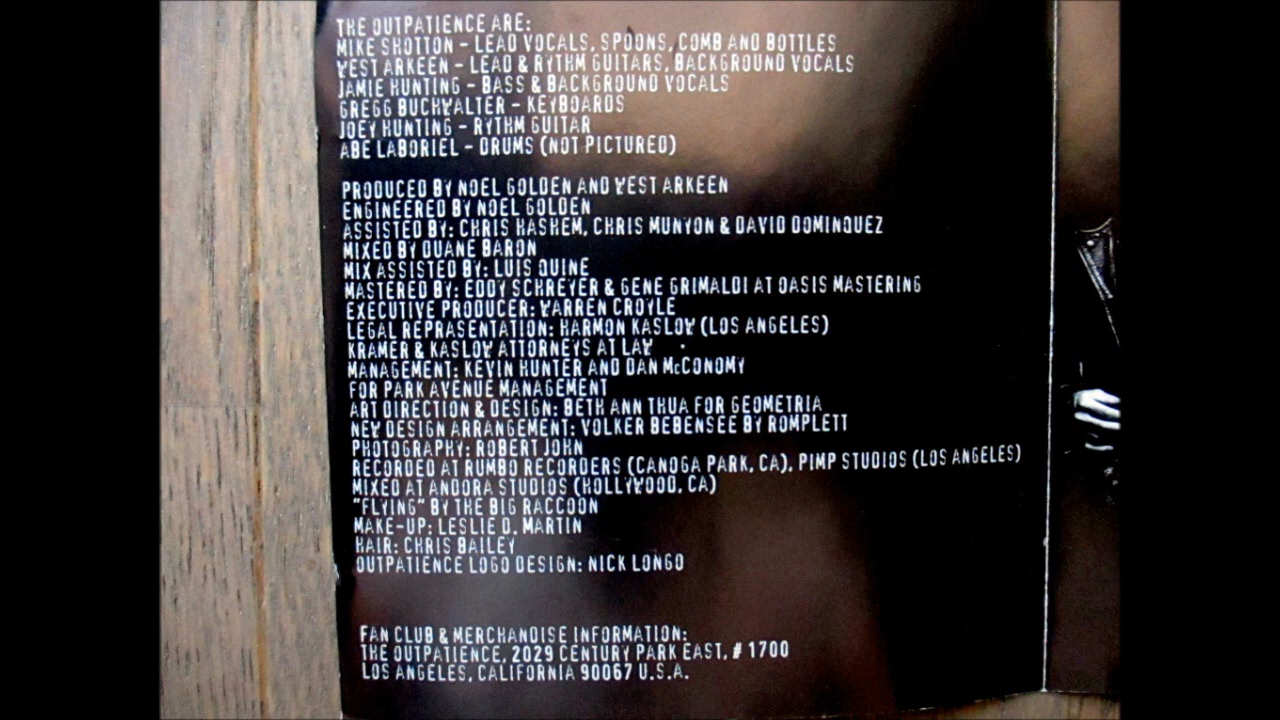 THE OUTPATIENCE ARE:
MIKE SHOTTON - LEAD VOCALS, SPOONS, COMB AND BOTTLES
WEST ARKEEN - LEAD & RYTHM GUITARS, BACKGROUND VOCALS
JAMIE HUNTING - BASS & BACKGROUND VOCALS
GREGG BUCHWALTER - KEYBOARDS
JOEY HUNTING - RYTHM GUITAR
ABE LABORIEL - DRUMS (NOT PICTURED)
PRODUCED BY NOEL GOLDEN AND WEST ARKEEN
ENGINEERED BY NOEL GOLDEN
ASSISTED BY: CHRIS HASHEM, CHRIS MUNYON & DAVID DOMINQUEZ
MIXED BY DUANE BARON
MIX ASSISTED BY: LUIS QUINE
MASTERED BY: EDDY SCHREYER & GENE GRIMALDI AT OASIS MASTERING
EXECUTIVE PRODUCER: WARREN CROYLE
LEGAL REPRASENTATION: HARMON KASLOW (LOS ANGELES)
KRAMER & KASLOW ATTORNEYS AT LAW
MANAGEMENT: KEVIN HUNTER AND DAN McCONOMY
FOR PARK AVENUE MANAGEMENT
ART DIRECTION & DESIGN: BETH ANN THUA FOR GEOMETRIA
NEW DESIGN ARRANGEMENT: VOLKER BEBENSEE BY ROMPLETT
PHOTOGRAPHY: ROBERT JOHN
RECORDED AT RUMBO RECORDERS (CANOGA PARK, CA), PIMP STUDIOS (LOS ANGELES)
MIXED AT ANDORA STUDIOS (HOLLYWOOD, CA)
"FLYING" BY THE BIG RACCOON
MAKE-UP: LESLIE D. MARTIN
HAIR: CHRIS BAILEY
OUTPATIENCE LOGO DESIGN: NICK LONGO
FAN CLUB & MERCHANDISE INFORMATION:
THE OUTPATIENCE, 2029 CENTURY PARK EAST, # 1700
LOS ANGELES, CALIFORNIA 90067 U.S.A.